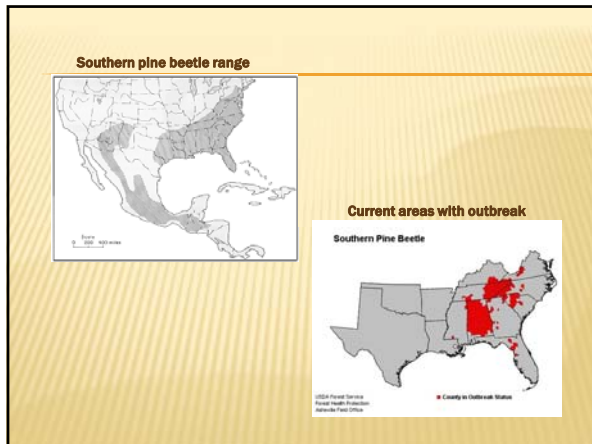 Southern pine beetle range
Current areas with outbreak
Southern Pine Beetle
USDA Forest Service
Forest Health Protection
Asheville Field Office
County in Outbreak Status